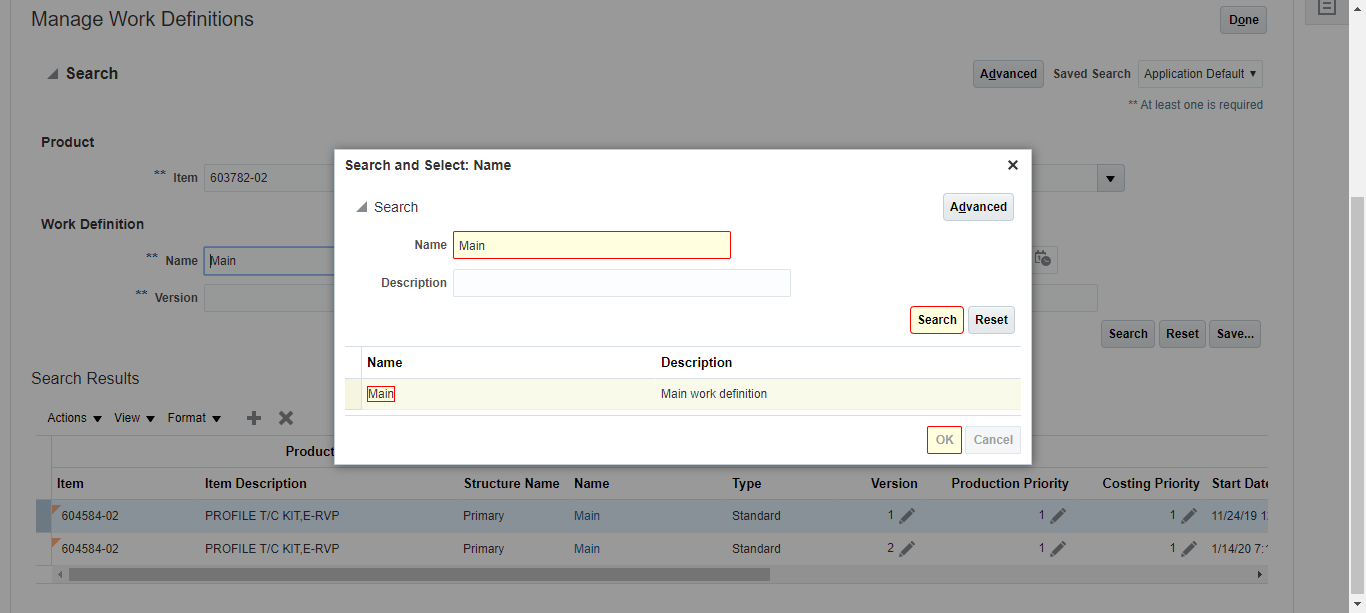 Manage Work Definitions
Done
Search
Advanced Saved Search Application Default
** At least one is required
Product
** Item 603782-02
Work Definition
** Name Main
** Version
Search Reset Save...
Search and Select: Name
Search
Advanced
Name Main
Description
Search Reset
Name Description
Main Main work definition
OK Cancel
Search Results
Actions View Format
Product
Item Item Description Structure Name Name Type Version Production Priority Costing Priority Start Date
604584-02 PROFILE T/C KIT,E-RVP Primary Main Standard 1 1 1 11/24/19
604584-02 PROFILE T/C KIT,E-RVP Primary Main Standard 2 1 1 1/14/20